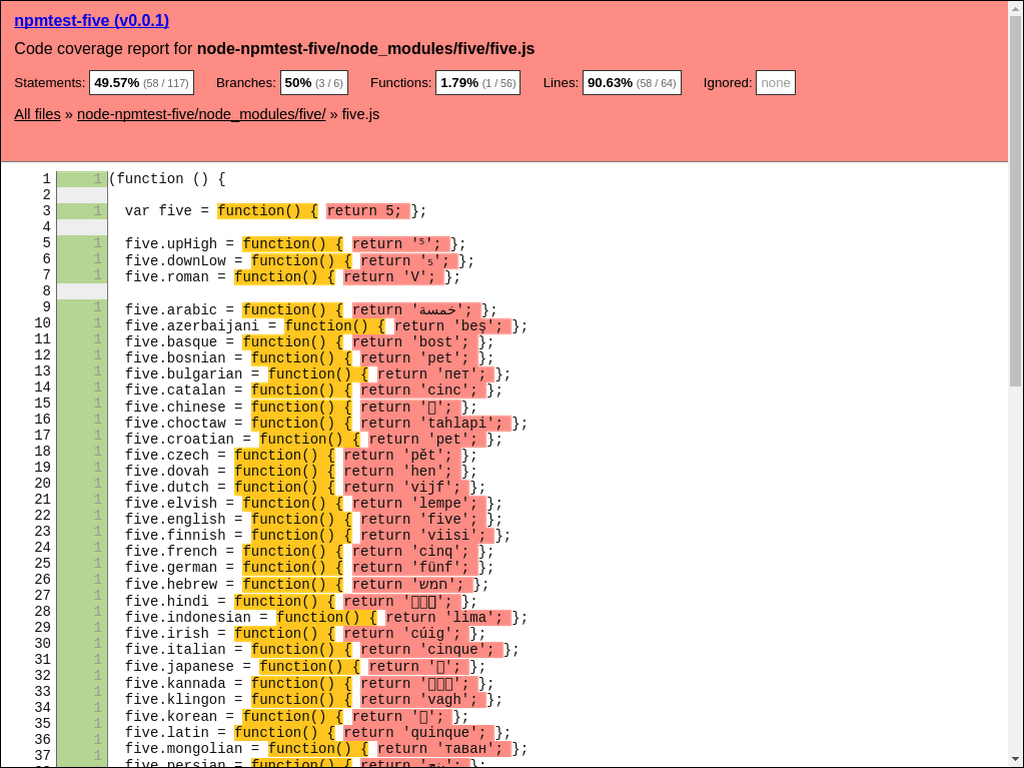 npmtest-five (v0.0.1)
Code coverage report for node-npmtest-five/node_modules/five/five.js
Statements: 49.57% (58 / 117) Branches: 50% (3 / 6) Functions: 1.79% (1 / 56) Lines: 90.63% (58 / 64) Ignored: none
All files » node-npmtest-five/node_modules/five/ » five.js
1 1 (function () {
2
3 1 var five = function() { return 5; };
4
5 1 five.upHigh = function() { return '⁵'; };
6 1 five.downLow = function() { return '₅'; };
7 1 five.roman = function() { return 'V'; };
8
9 1 five.arabic = function() { return 'خمسة'; };
10 1 five.azerbaijani = function() { return 'beş'; };
11 1 five.basque = function() { return 'bost'; };
12 1 five.bosnian = function() { return 'pet'; };
13 1 five.bulgarian = function() { return 'пет'; };
14 1 five.catalan = function() { return 'cinc'; };
15 1 five.chinese = function() { return ''; };
16 1 five.choctaw = function() { return 'tahlapi'; };
17 1 five.croatian = function() { return 'pet'; };
18 1 five.czech = function() { return 'pět'; };
19 1 five.dovah = function() { return 'hen'; };
20 1 five.dutch = function() { return 'vijf'; };
21 1 five.elvish = function() { return 'lempe'; };
22 1 five.english = function() { return 'five'; };
23 1 five.finnish = function() { return 'viisi'; };
24 1 five.french = function() { return 'cinq'; };
25 1 five.german = function() { return 'fünf'; };
26 1 five.hebrew = function() { return 'חמש'; };
27 1 five.hindi = function() { return ''; };
28 1 five.indonesian = function() { return 'lima'; };
29 1 five.irish = function() { return 'cúig'; };
30 1 five.italian = function() { return 'cinque'; };
31 1 five.japanese = function() { return ''; };
32 1 five.kannada = function() { return ''; };
33 1 five.klingon = function() { return 'vagh'; };
34 1 five.korean = function() { return ''; };
35 1 five.latin = function() { return 'quinque'; };
36 1 five.mongolian = function() { return 'таван'; };
37 1 five.persian = function() { return 'پنج'; };